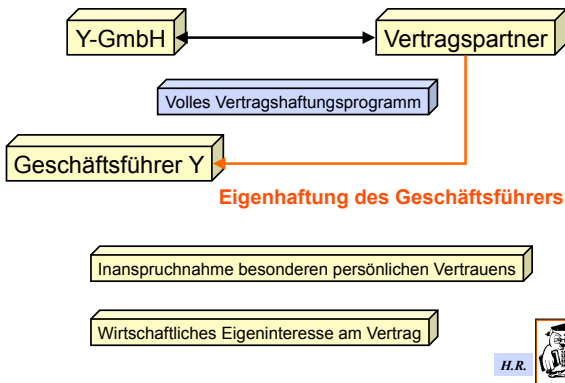 Y-GmbH
Vertragspartner
Volles Vertragshaftungsprogramm
Geschäftsführer Y
Eigenhaftung des Geschäftsführers
Inanspruchnahme besonderen persönlichen Vertrauens
Wirtschaftliches Eigeninteresse am Vertrag
H.R.